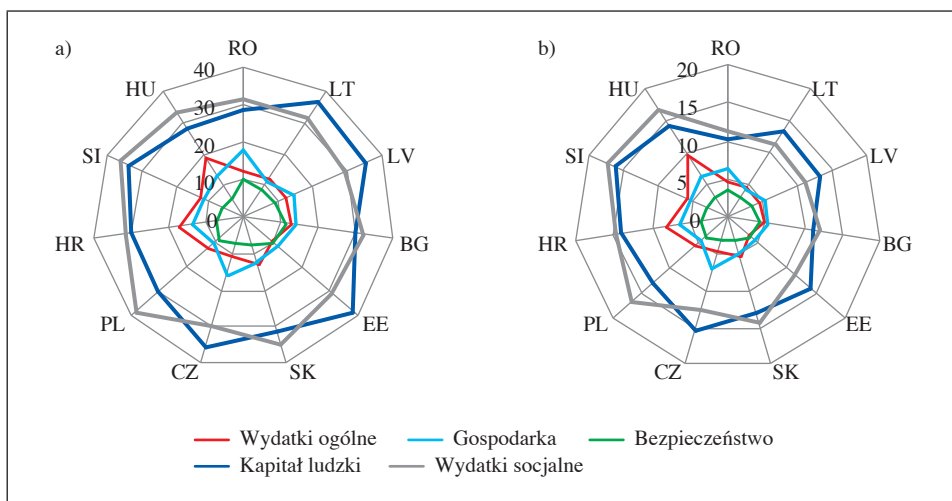 a)
RO
40
LT
30
LV
20
10
0
BG
EE
SK
CZ
PL
HR
SI
HU
b)
RO
20
LT
15
LV
10
5
0
BG
EE
SK
CZ
PL
HR
SI
HU
Wydatki ogólne Gospodarka Bezpieczeństwo
Kapitał ludzki Wydatki socjalne